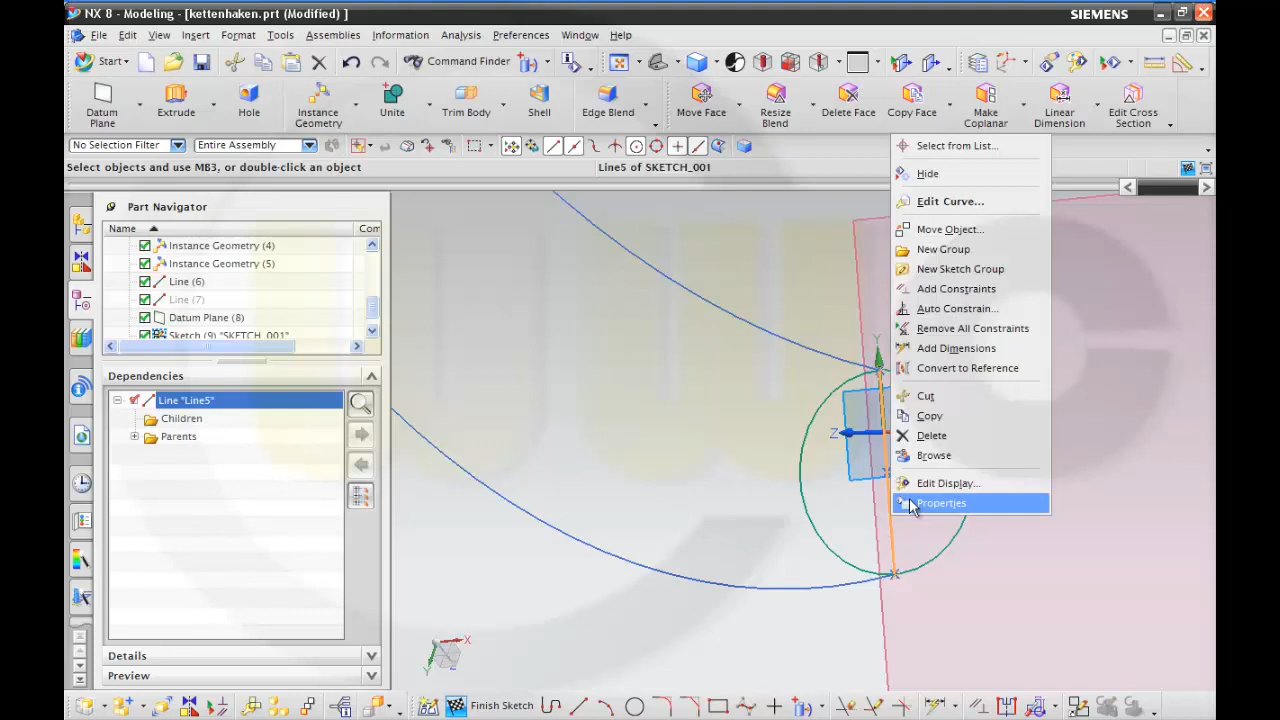 NX 8 - Modeling - [kettenhaken.prt (Modified) ]
SIEMENS
File Edit View Insert Format Tools Assemblies Information Analysis Preferences Window Help
Start Command Finder
Datum Plane
Extrude
Hole
Instance Geometry
Unite
Trim Body
Shell
Edge Blend
Move Face
Resize Blend
Delete Face
Copy Face
Make Coplanar
Linear Dimension
Edit Cross Section
No Selection Filter
Entire Assembly
Select objects and use MB3, or double-click an object
Line5 of SKETCH_001
Part Navigator
Name
Com
Instance Geometry (4)
Instance Geometry (5)
Line (6)
Line (7)
Datum Plane (8)
Sketch (9) "SKETCH_001"
Dependencies
Line "Line5"
Children
Parents
Details
Preview
Select from List...
Hide
Edit Curve...
Move Object...
New Group
New Sketch Group
Add Constraints
Auto Constrain...
Remove All Constraints
Add Dimensions
Convert to Reference
Cut
Copy
Delete
Browse
Edit Display...
Properties
Y
Z
X
Y
Z
Finish Sketch